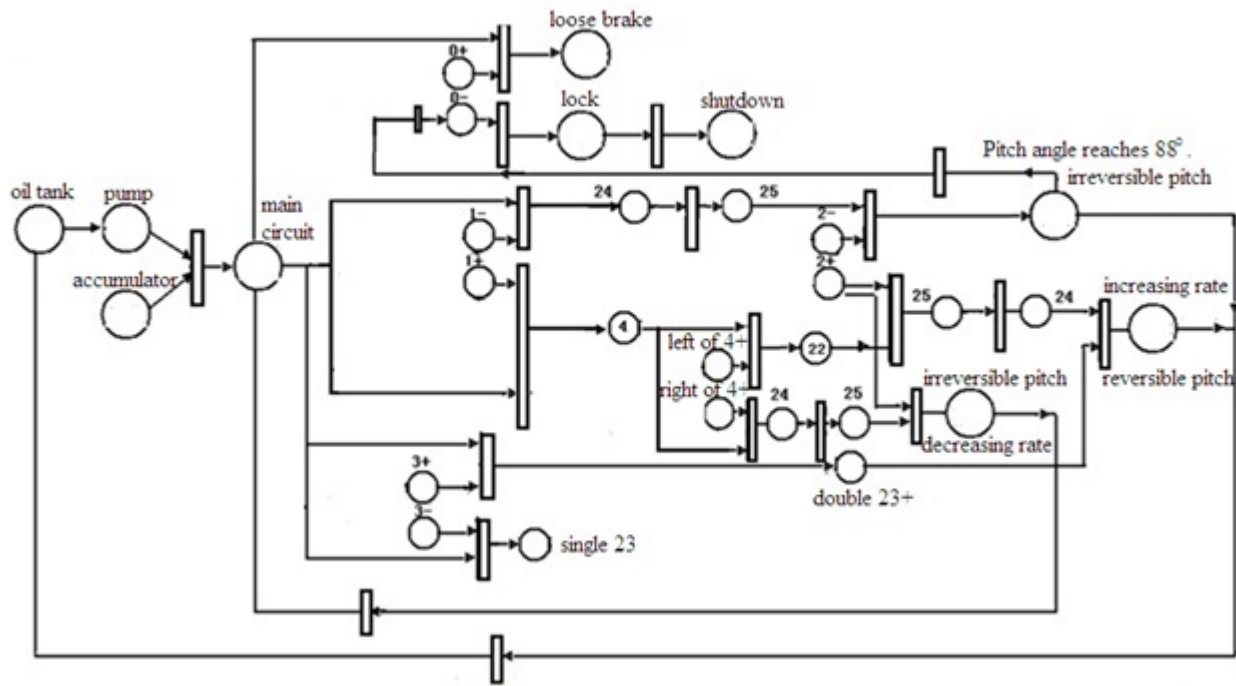 loose brake
0+
0-
lock
shutdown
Pitch angle reaches 88°.
irreversible pitch
oil tank
pump
main
circuit
24
25
1-
2-
1+
2+
accumulator
25
24
increasing rate
4
left of 4+
22
right of 4+
24
25
irreversible pitch
reversible pitch
decreasing rate
3+
double 23+
3-
single 23